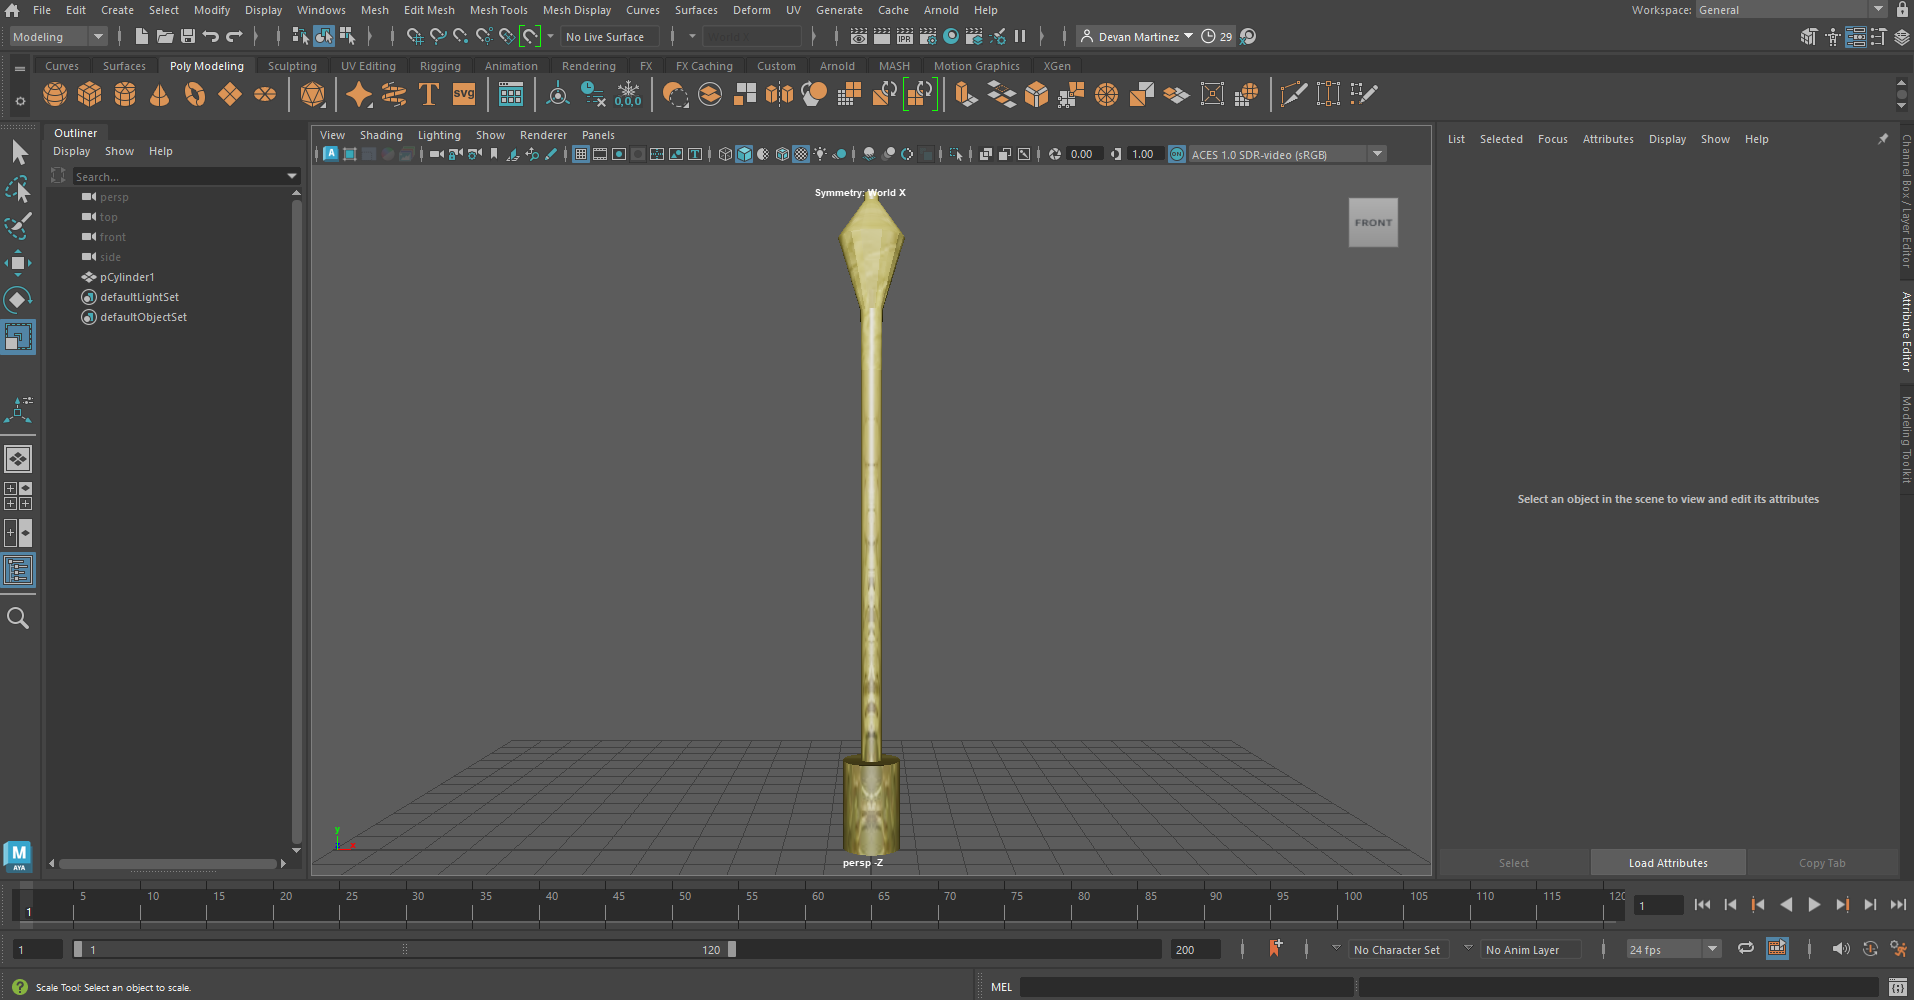 File Edit Create Select Modify Display Windows Mesh Edit Mesh Mesh Tools Mesh Display Curves Surfaces Deform UV Generate Cache Arnold Help Workspace: General
Modeling No Live Surface Devan Martinez 29
Curves Surfaces Poly Modeling Sculpting UV Editing Rigging Animation Rendering FX FX Caching Custom Arnold MASH Motion Graphics XGen
T SVG 0,0,0
Outliner
Display Show Help
Search...
persp
top
front
side
pCylinder1
defaultLightSet
defaultObjectSet
View Shading Lighting Show Renderer Panels
0.00 1.00 ACES 1.0 SDR-video (sRGB)
Symmetry: World X
FRONT
y
x
persp -Z
List Selected Focus Attributes Display Show Help
Select an object in the scene to view and edit its attributes
Select Load Attributes Copy Tab
Channel Box / Layer Editor
Attribute Editor
Modeling Toolkit
M
AYA
5 10 15 20 25 30 35 40 45 50 55 60 65 70 75 80 85 90 95 100 105 110 115 120
1 1
1 1 120 200 No Character Set No Anim Layer 24 fps
Scale Tool: Select an object to scale. MEL